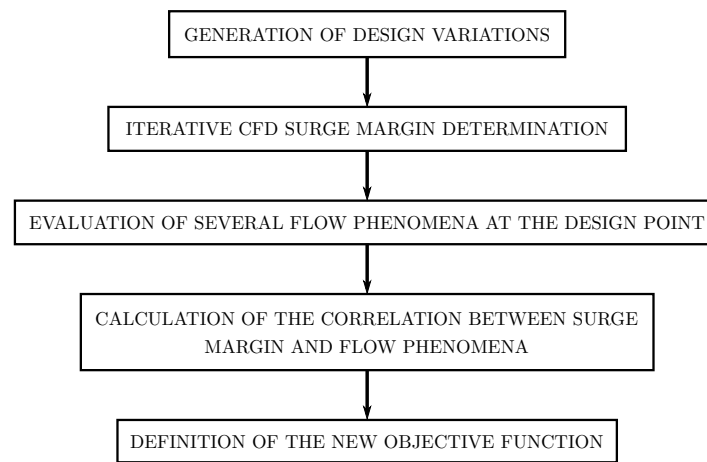 GENERATION OF DESIGN VARIATIONS
ITERATIVE CFD SURGE MARGIN DETERMINATION
EVALUATION OF SEVERAL FLOW PHENOMENA AT THE DESIGN POINT
CALCULATION OF THE CORRELATION BETWEEN SURGE
MARGIN AND FLOW PHENOMENA
DEFINITION OF THE NEW OBJECTIVE FUNCTION